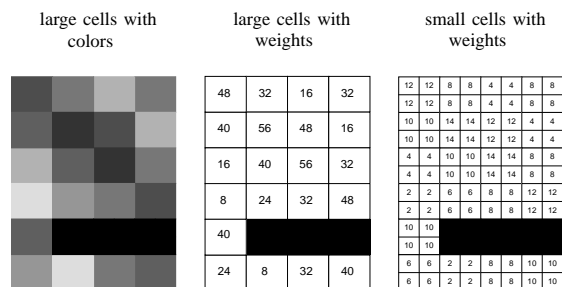 large cells with
colors
large cells with
weights
small cells with
weights
48 32 16 32
40 56 48 16
16 40 56 32
8 24 32 48
40
24 8 32 40
12 12 8 8 4 4 8 8
12 12 8 8 4 4 8 8
10 10 14 14 12 12 4 4
10 10 14 14 12 12 4 4
4 4 10 10 14 14 8 8
4 4 10 10 14 14 8 8
2 2 6 6 8 8 12 12
2 2 6 6 8 8 12 12
10 10
10 10
6 6 2 2 8 8 10 10
6 6 2 2 8 8 10 10